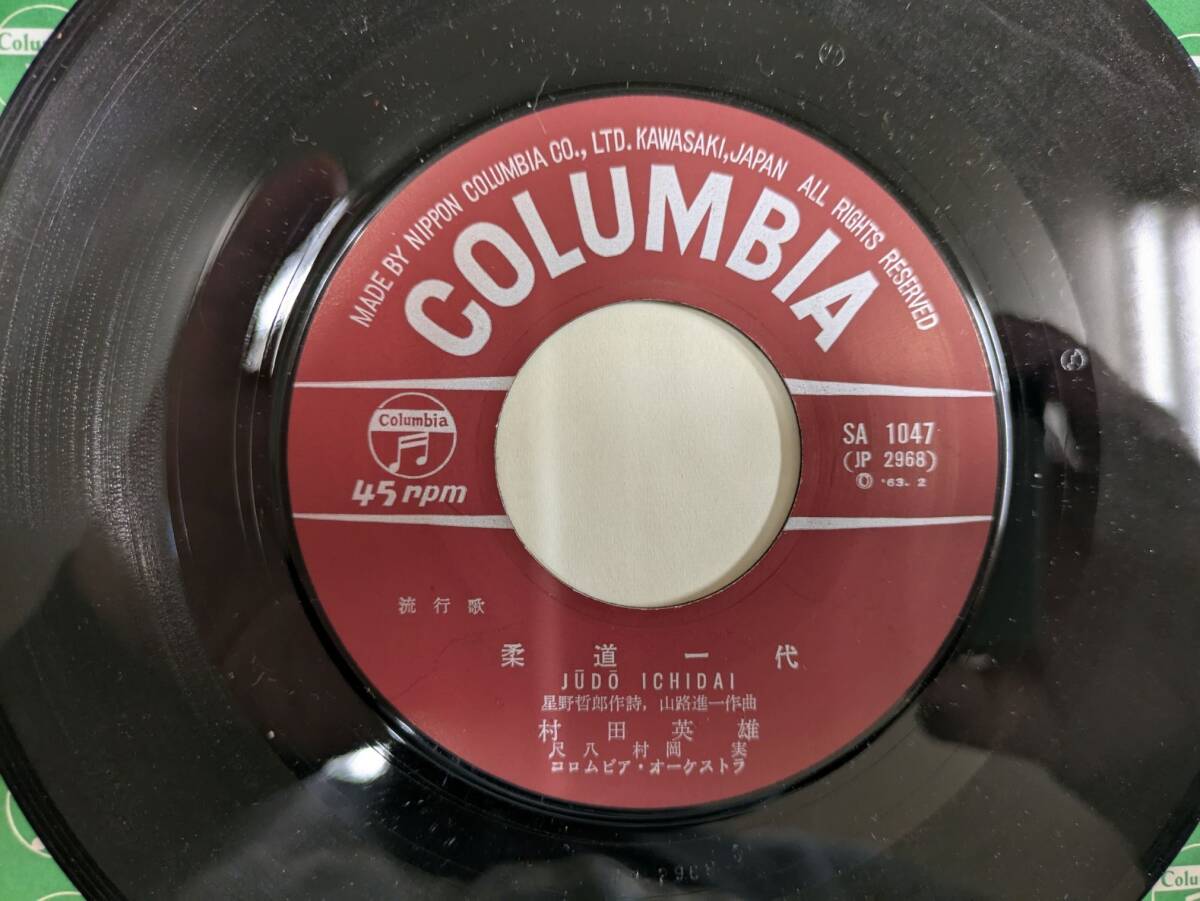 MADE BY NIPPON COLUMBIA CO., LTD. KAWASAKI, JAPAN ALL RIGHTS RESERVED
COLUMBIA
Columbia
45 rpm
SA 1047
(JP 2968)
Ⓒ '63. 2
流行歌
柔道一代
JŪDŌ ICHIDAI
星野哲郎作詩, 山路進一作曲
村田英雄
尺八 村岡 実
コロムビア・オーケストラ